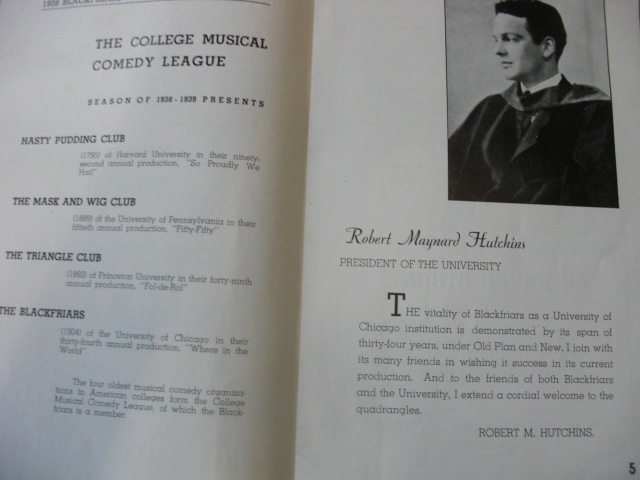 1938 BLACKFRIARS
THE COLLEGE MUSICAL
COMEDY LEAGUE
SEASON OF 1938-1939 PRESENTS
HASTY PUDDING CLUB
(1795) of Harvard University in their ninety-
second annual production, "So Proudly We
Hail"
THE MASK AND WIG CLUB
(1889) of the University of Pennsylvania in their
fiftieth annual production, "Fifty-Fifty"
THE TRIANGLE CLUB
(1893) of Princeton University in their forty-ninth
annual production, "Fol-de-Rol"
THE BLACKFRIARS
(1904) of the University of Chicago in their
thirty-fourth annual production, "Where in the
World"
The four oldest musical comedy organiza-
tions in American colleges form the College
Musical Comedy League, of which the Black-
friars is a member.
Robert Maynard Hutchins
PRESIDENT OF THE UNIVERSITY
THE vitality of Blackfriars as a University of
Chicago institution is demonstrated by its span of
thirty-four years, under Old Plan and New. I join with
its many friends in wishing it success in its current
production. And to the friends of both Blackfriars
and the University, I extend a cordial welcome to the
quadrangles.
ROBERT M. HUTCHINS.
5